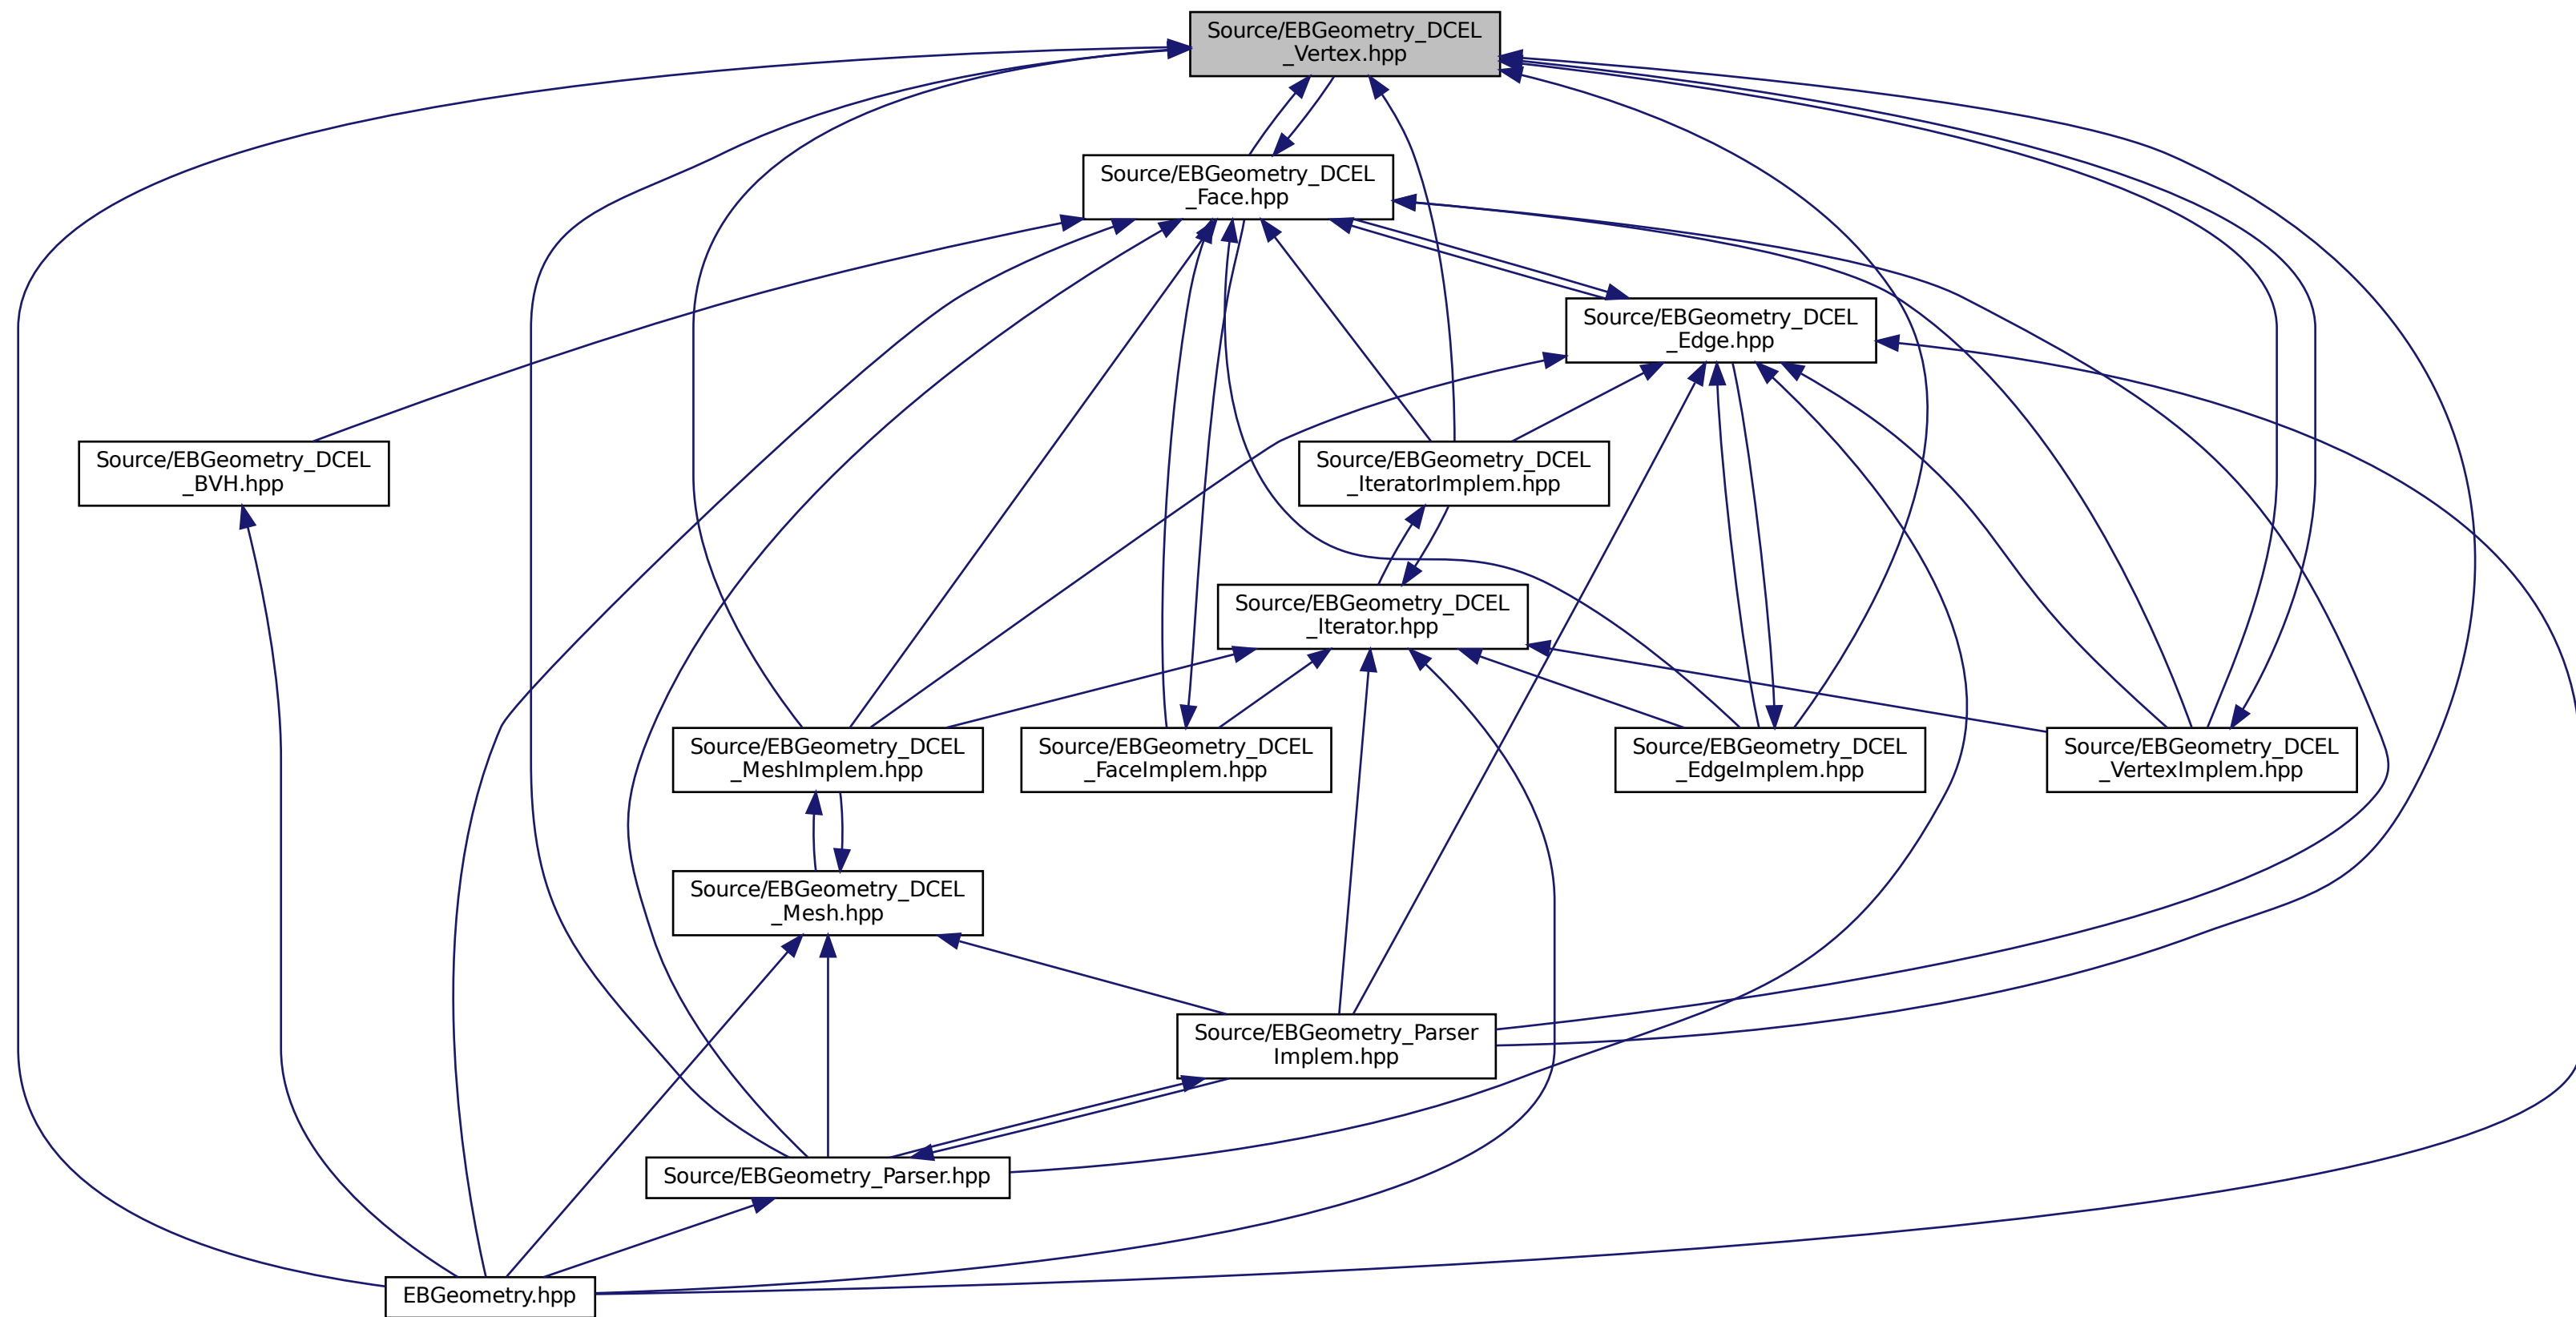 Source/EBGeometry_DCEL
_Vertex.hpp
Source/EBGeometry_DCEL
_Face.hpp
Source/EBGeometry_DCEL
_Edge.hpp
Source/EBGeometry_DCEL
_BVH.hpp
Source/EBGeometry_DCEL
_IteratorImplem.hpp
Source/EBGeometry_DCEL
_Iterator.hpp
Source/EBGeometry_DCEL
_MeshImplem.hpp
Source/EBGeometry_DCEL
_FaceImplem.hpp
Source/EBGeometry_DCEL
_EdgeImplem.hpp
Source/EBGeometry_DCEL
_VertexImplem.hpp
Source/EBGeometry_DCEL
_Mesh.hpp
Source/EBGeometry_Parser
Implem.hpp
Source/EBGeometry_Parser.hpp
EBGeometry.hpp